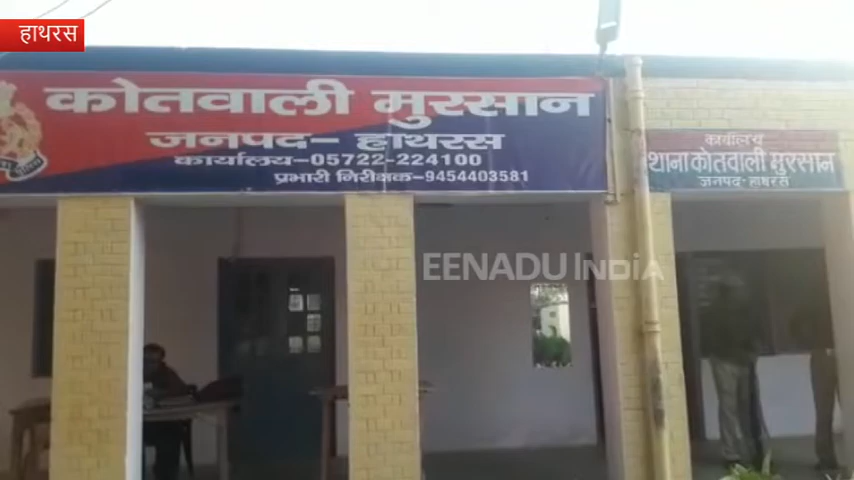 हाथरस
कोतवाली मुरसान
जनपद- हाथरस
कार्यालय-05722-224100
प्रभारी निरीक्षक-9454403581
कार्यालय
थाना कोतवाली मुरसान
जनपद-हाथरस
EENADU INDIA